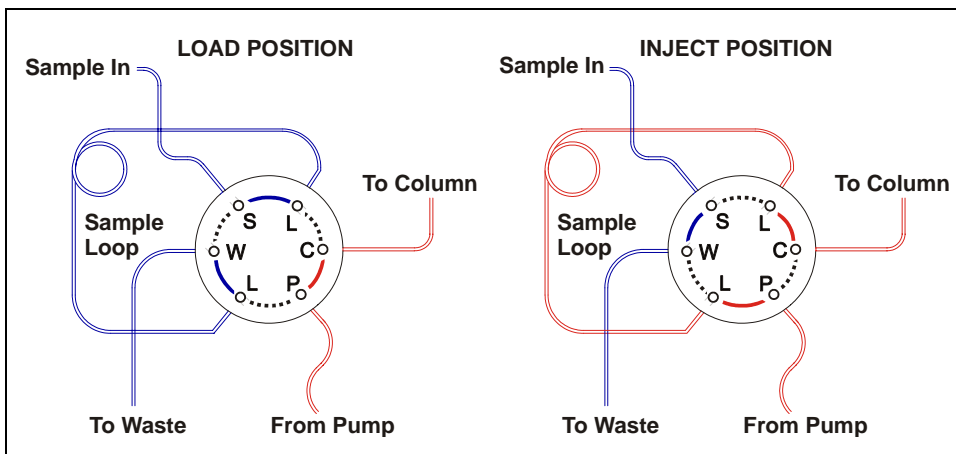 LOAD POSITION
Sample In
To Column
Sample
Loop
S
L
W
C
L
P
To Waste
From Pump
INJECT POSITION
Sample In
To Column
Sample
Loop
S
L
W
C
L
P
To Waste
From Pump